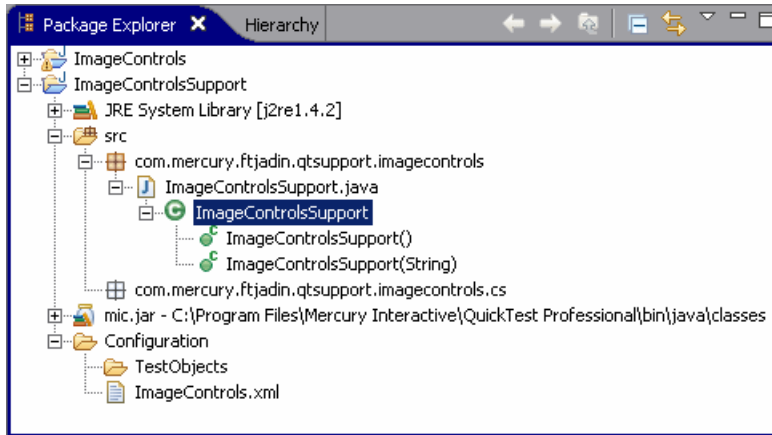 Package Explorer Hierarchy
ImageControls
ImageControlsSupport
JRE System Library [j2re1.4.2]
src
com.mercury.ftjadin.qtsupport.imagecontrols
ImageControlsSupport.java
ImageControlsSupport
ImageControlsSupport()
ImageControlsSupport(String)
com.mercury.ftjadin.qtsupport.imagecontrols.cs
mic.jar - C:\Program Files\Mercury Interactive\QuickTest Professional\bin\java\classes
Configuration
TestObjects
ImageControls.xml